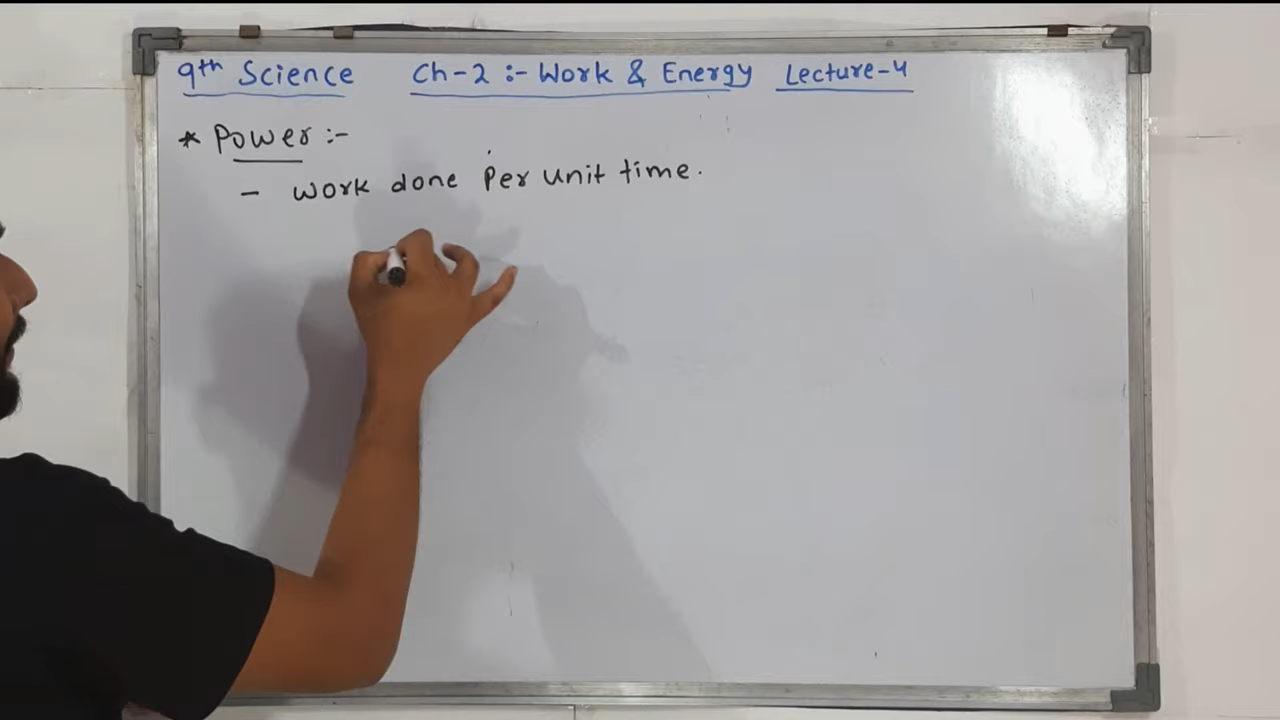 9th Science Ch-2 :- Work & Energy Lecture-4
* Power :-
- Work done Per unit time.